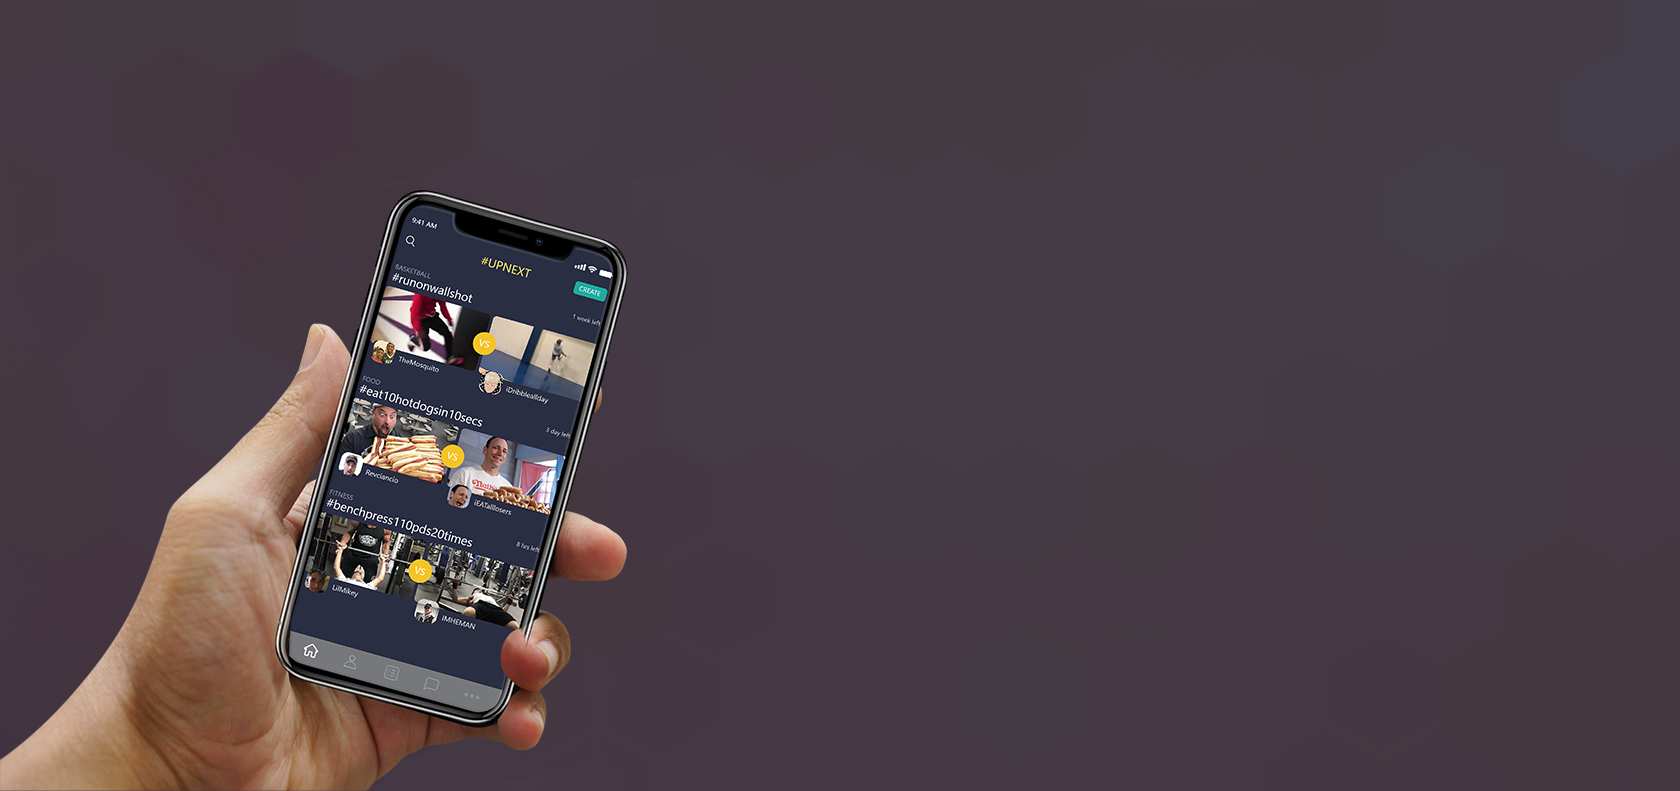 9:41 AM
#UPNEXT
CREATE
BASKETBALL
#runonwallshot
1 week left
VS
TheMosquito
iDribbleallday
FOOD
#eat10hotdogsin10secs
3 day left
VS
Revciancio
iEATalllosers
FITNESS
#benchpress110pds20times
8 hrs left
VS
LilMikey
iMHEMAN